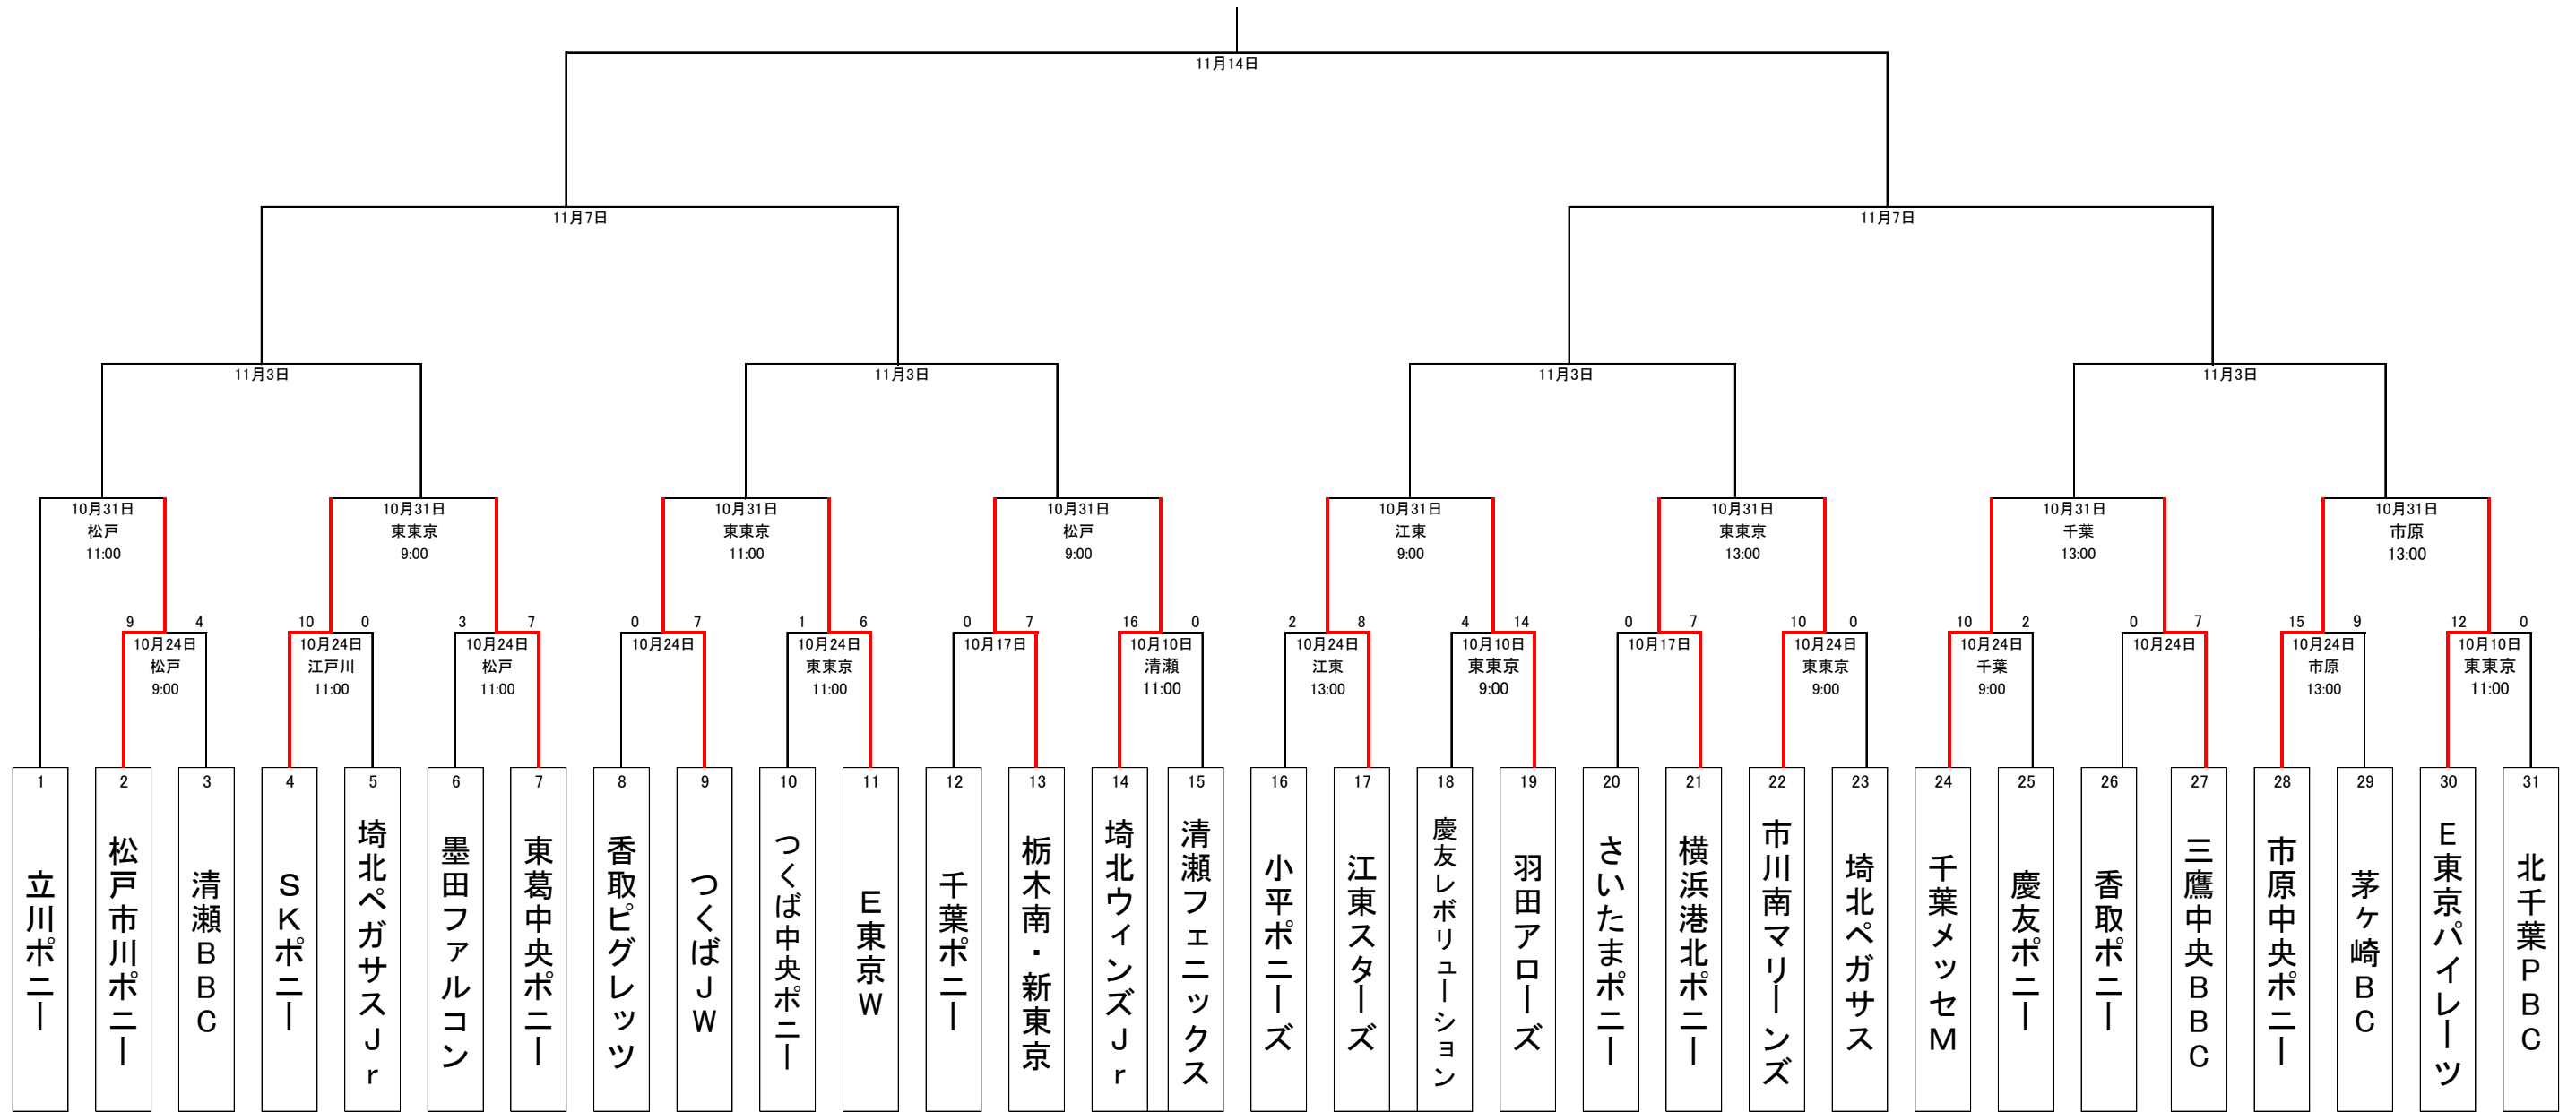 11月14日
11月7日
11月7日
11月3日
11月3日
11月3日
11月3日
10月31日
松戸
11:00
10月31日
東東京
9:00
10月31日
東東京
11:00
10月31日
松戸
9:00
10月31日
江東
9:00
10月31日
東東京
13:00
10月31日
千葉
13:00
10月31日
市原
13:00
9 4
10月24日
松戸
9:00
10 0
10月24日
江戸川
11:00
3 7
10月24日
松戸
11:00
0 7
10月24日
1 6
10月24日
東東京
11:00
0 7
10月17日
16 0
10月10日
清瀬
11:00
2 8
10月24日
江東
13:00
4 14
10月10日
東東京
9:00
0 7
10月17日
10 0
10月24日
東東京
9:00
10 2
10月24日
千葉
9:00
0 7
10月24日
15 9
10月24日
市原
13:00
12 0
10月10日
東東京
11:00
1
立川ポニー
2
松戸市川ポニー
3
清瀬BBC
4
SKポニー
5
埼北ペガサスJr
6
墨田ファルコン
7
東葛中央ポニー
8
香取ピグレッツ
9
つくばJW
10
つくば中央ポニー
11
E東京W
12
千葉ポニー
13
栃木南・新東京
14
埼北ウィンズJr
15
清瀬フェニックス
16
小平ポニーズ
17
江東スターズ
18
慶友レボリューション
19
羽田アローズ
20
さいたまポニー
21
横浜港北ポニー
22
市川南マリーンズ
23
埼北ペガサス
24
千葉メッセM
25
慶友ポニー
26
香取ポニー
27
三鷹中央BBC
28
市原中央ポニー
29
茅ヶ崎BC
30
E東京パイレーツ
31
北千葉PBC